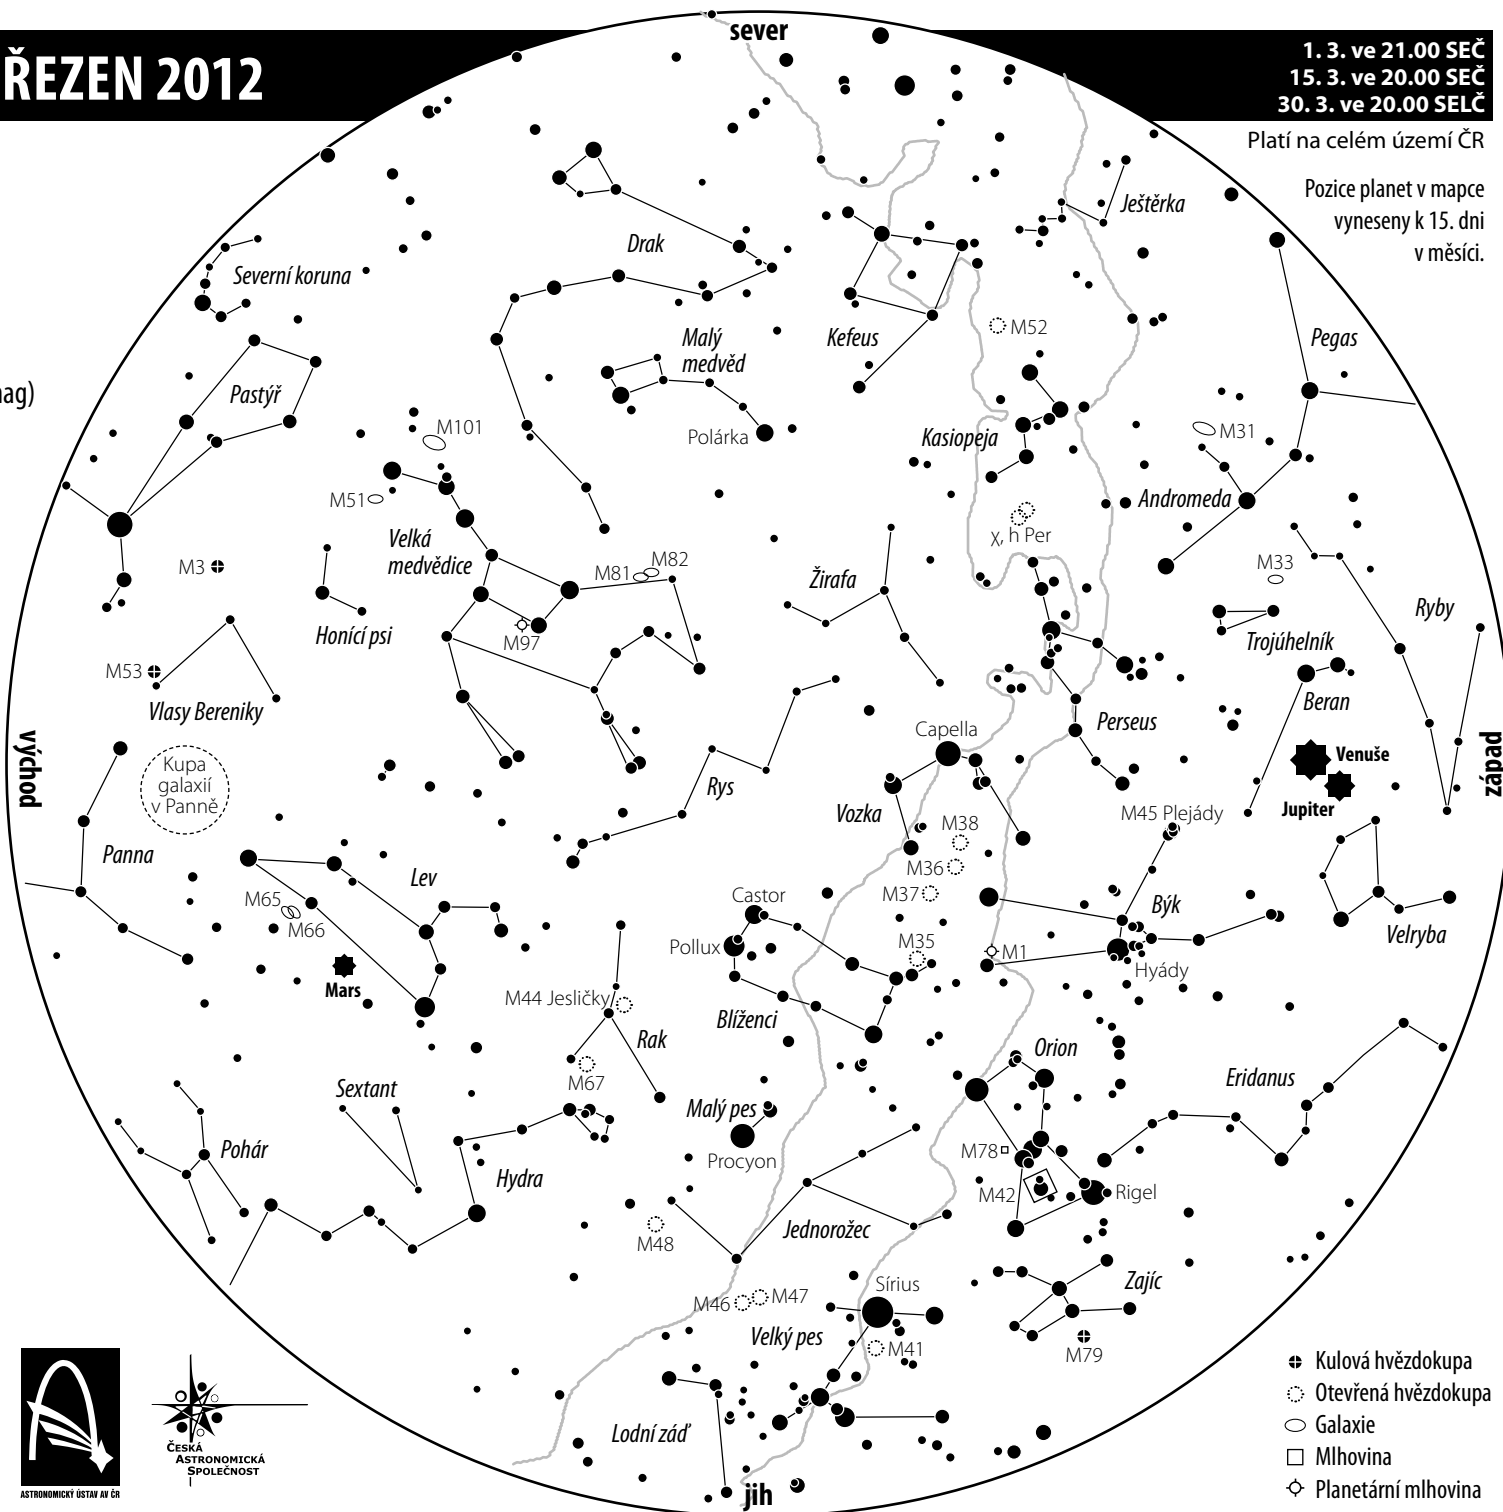 sever
ŘEZEN 2012
1. 3. ve 21.00 SEČ
15. 3. ve 20.00 SEČ
30. 3. ve 20.00 SELČ
Platí na celém území ČR
Pozice planet v mapce
vyneseny k 15. dni
v měsíci.
Ještěrka
Drak
Severní koruna
M52
Kefeus
Malý
medvěd
Pegas
Pastýř
ag)
M101
Polárka
Kasiopeja
M31
M51
Andromeda
Velká
medvědice
χ, h Per
M3
M81
M82
Žirafa
M33
Ryby
Honící psi
M97
Trojúhelník
M53
Vlasy Bereniky
Beran
Perseus
Capella
východ
Kupa
galaxií
v Panně
Venuše
západ
Rys
Jupiter
Vozka
M38
M45 Plejády
Panna
M36
Lev
M37
Castor
Býk
M65
M66
Pollux
M35
M1
Velryba
Hyády
Mars
M44 Jesličky
Blíženci
Rak
Orion
M67
Eridanus
Sextant
Malý pes
Pohár
M78
Procyon
Hydra
M42
Rigel
Jednorožec
M48
Zajíc
Sírius
M46
M47
Velký pes
M41
M79
Kulová hvězdokupa
Otevřená hvězdokupa
Galaxie
Mlhovina
Planetární mlhovina
Lodní záď
ČESKÁ
ASTRONOMICKÁ
SPOLEČNOST
ASTRONOMICKÝ ÚSTAV AV ČR
jih